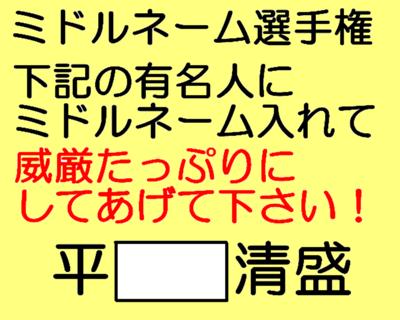 ミドルネーム選手権
下記の有名人に
ミドルネーム入れて
威厳たっぷりに
してあげて下さい！
平 清盛